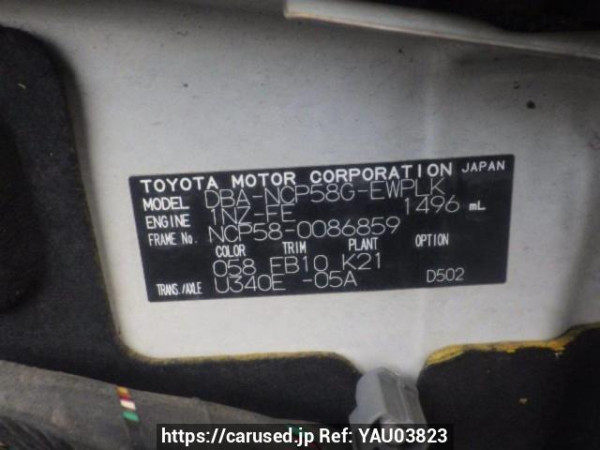 TOYOTA MOTOR CORPORATION JAPAN
MODEL DBA-NCP58G-EWPLK
ENGINE 1NZ-FE 1496 mL
FRAME No. NCP58-0086859
COLOR TRIM PLANT OPTION
058 FB10 K21
TRANS./AXLE U340E -05A D502
https://carused.jp Ref: YAU03823